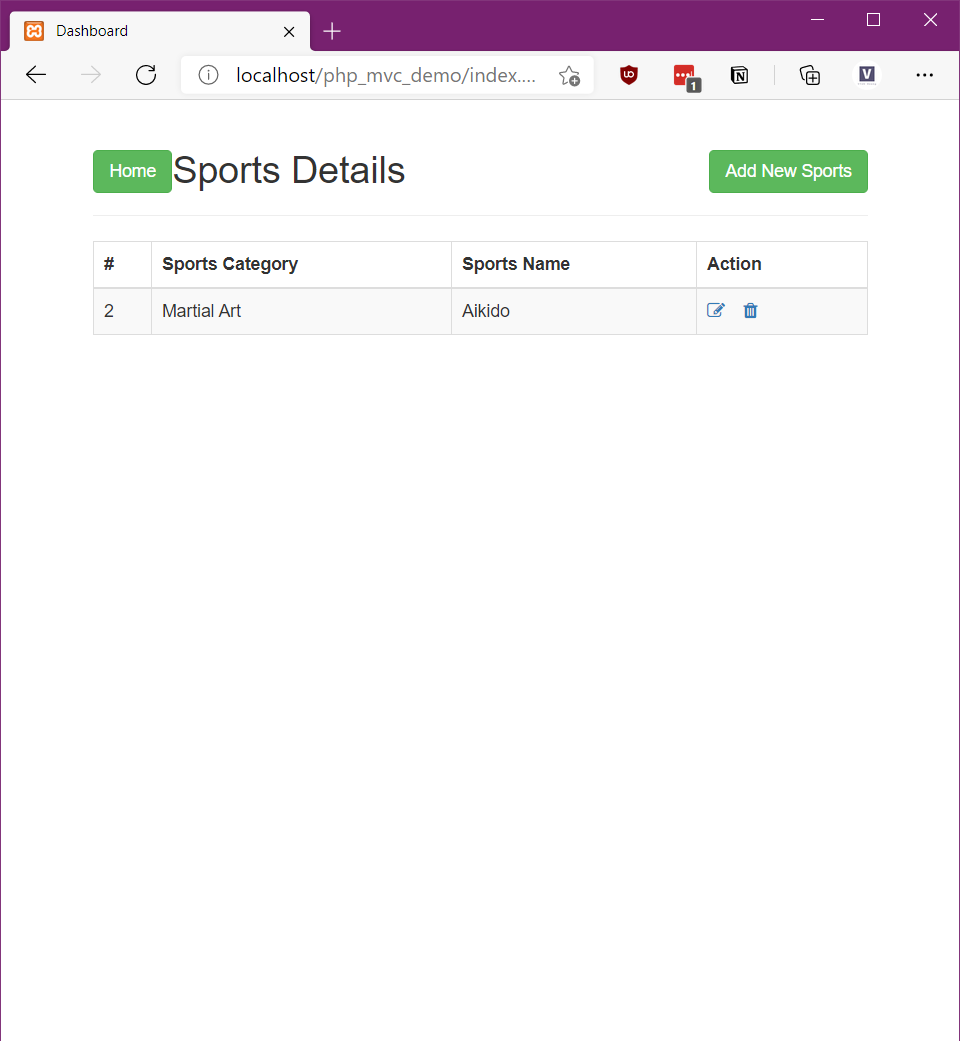 Dashboard
localhost/php_mvc_demo/index....
1
V
Home Sports Details Add New Sports
# Sports Category Sports Name Action
2 Martial Art Aikido